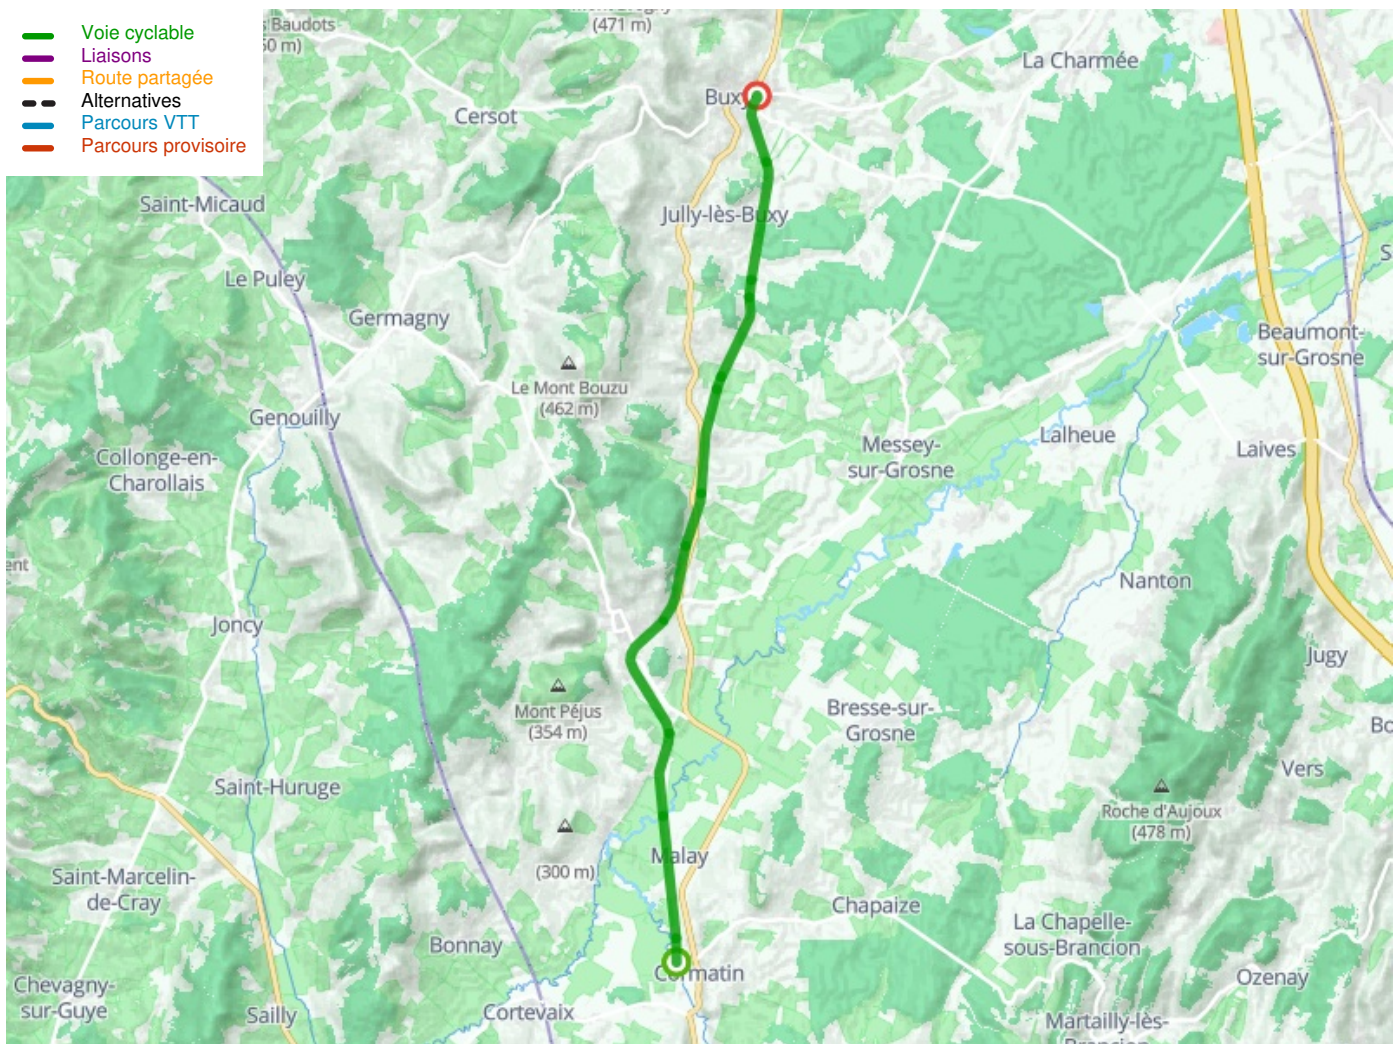 Voie cyclable
Liaisons
Route partagée
Alternatives
Parcours VTT
Parcours provisoire
Baudots
(471 m)
La Charmée
Buxy
Cersot
Saint-Micaud
Jully-lès-Buxy
Le Puley
Germagny
Beaumont-
sur-Grosne
Le Mont Bouzu
(462 m)
Genouilly
Messey-
sur-Grosne
Lalheue
Laives
Collonge-en-
Charollais
Nanton
Joncy
Jugy
Mont Péjus
(354 m)
Bresse-sur-
Grosne
Vers
Saint-Huruge
Roche d'Aujoux
(478 m)
Malay
(300 m)
Saint-Marcelin-
de-Cray
Chapaize
La Chapelle-
sous-Brancion
Bonnay
Cormatin
Ozenay
Chevagny-
sur-Guye
Sailly
Cortevaix
Martailly-lès-
Brancion